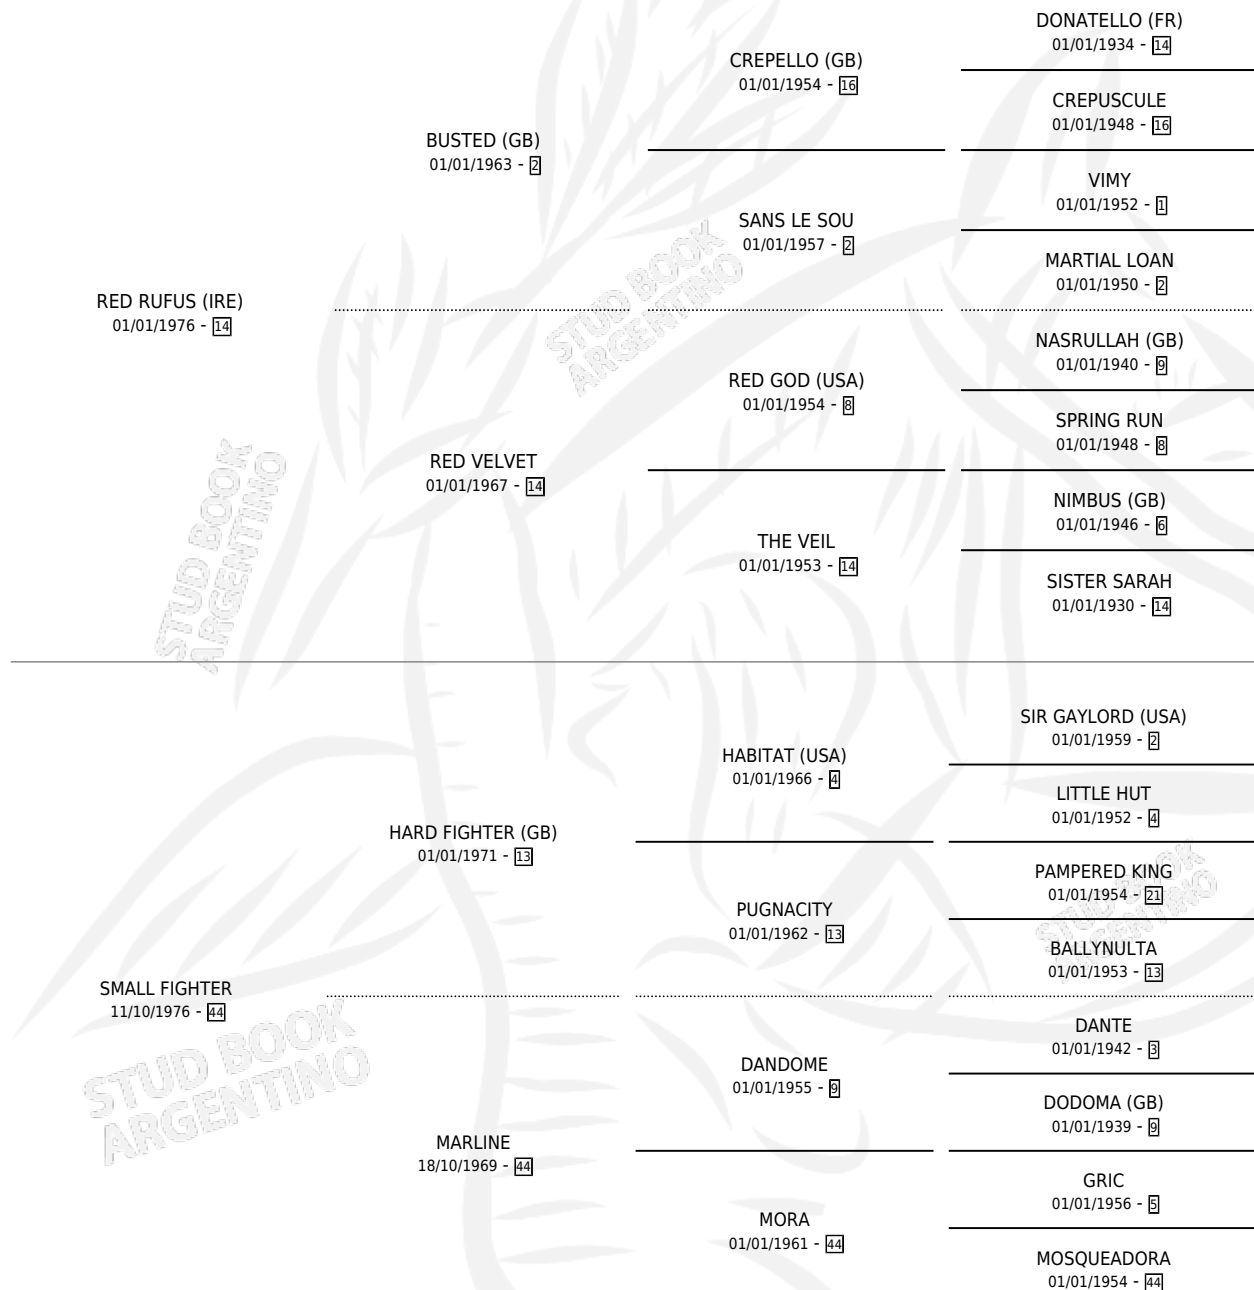 DONATELLO (FR)
01/01/1934 - 14
CREPELLO (GB)
01/01/1954 - 16
CREPUSCULE
01/01/1948 - 16
BUSTED (GB)
01/01/1963 - 2
VIMY
01/01/1952 - 1
SANS LE SOU
01/01/1957 - 2
MARTIAL LOAN
01/01/1950 - 2
RED RUFUS (IRE)
01/01/1976 - 14
NASRULLAH (GB)
01/01/1940 - 9
RED GOD (USA)
01/01/1954 - 8
SPRING RUN
01/01/1948 - 8
RED VELVET
01/01/1967 - 14
NIMBUS (GB)
01/01/1946 - 6
THE VEIL
01/01/1953 - 14
SISTER SARAH
01/01/1930 - 14
STUD BOOK
ARGENTINO
STUD BOOK
ARGENTINO
SIR GAYLORD (USA)
01/01/1959 - 2
HABITAT (USA)
01/01/1966 - 4
LITTLE HUT
01/01/1952 - 4
HARD FIGHTER (GB)
01/01/1971 - 13
PAMPERED KING
01/01/1954 - 21
PUGNACITY
01/01/1962 - 13
BALLYNULTA
01/01/1953 - 13
SMALL FIGHTER
11/10/1976 - 44
DANTE
01/01/1942 - 3
DANDOME
01/01/1955 - 9
DODOMA (GB)
01/01/1939 - 9
MARLINE
18/10/1969 - 44
GRIC
01/01/1956 - 5
MORA
01/01/1961 - 44
MOSQUEADORA
01/01/1954 - 44
STUD BOOK
ARGENTINO
STUD BOOK
ARGENTINO